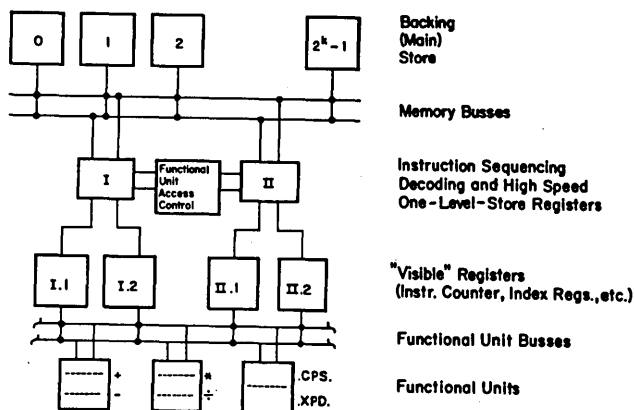 0
1
2
2ᵏ-1
Backing
(Main)
Store
Memory Busses
I
Functional
Unit
Access
Control
II
Instruction Sequencing
Decoding and High Speed
One-Level-Store Registers
I.1
I.2
II.1
II.2
"Visible" Registers
(Instr. Counter, Index Regs.,etc.)
Functional Unit Busses
+
-
*
÷
.CPS.
.XPD.
Functional Units